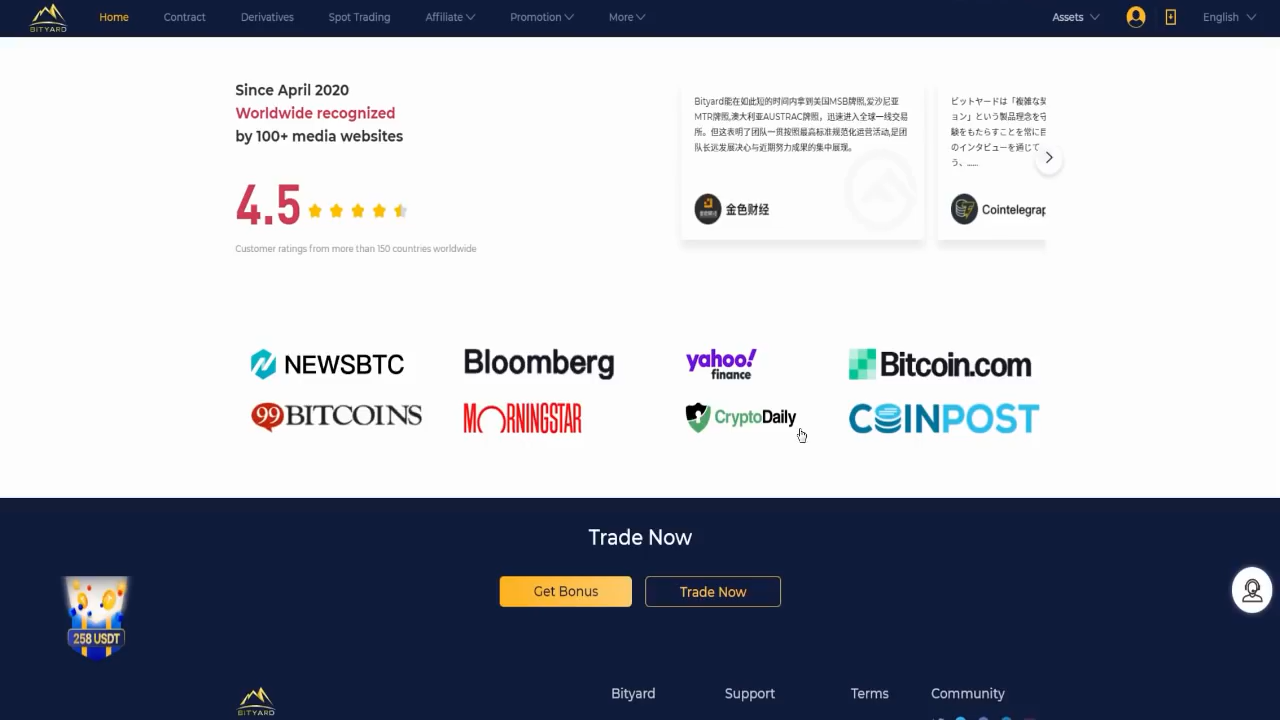 BITYARD
Home
Contract
Derivatives
Spot Trading
Affiliate
Promotion
More
Assets
English
Since April 2020
Worldwide recognized
by 100+ media websites
4.5
Customer ratings from more than 150 countries worldwide
Bityard能在如此短的时间内拿到美国MSB牌照,爱沙尼亚
MTR牌照,澳大利亚AUSTRAC牌照，迅速进入全球一线交易
所。但这表明了团队一贯按照最高标准规范化运营活动,是团
队长远发展决心与近期努力成果的集中展现。
金色财经
ビットヤードは「複雑な契
ョン」という製品理念を守
験をもたらすことを常に目
のインタビューを通じて
う、……
Cointelegrap
NEWSBTC
Bloomberg
yahoo!
finance
Bitcoin.com
99BITCOINS
MORNINGSTAR
CryptoDaily
COINPOST
Trade Now
Get Bonus
Trade Now
258 USDT
BITYARD
Bityard
Support
Terms
Community